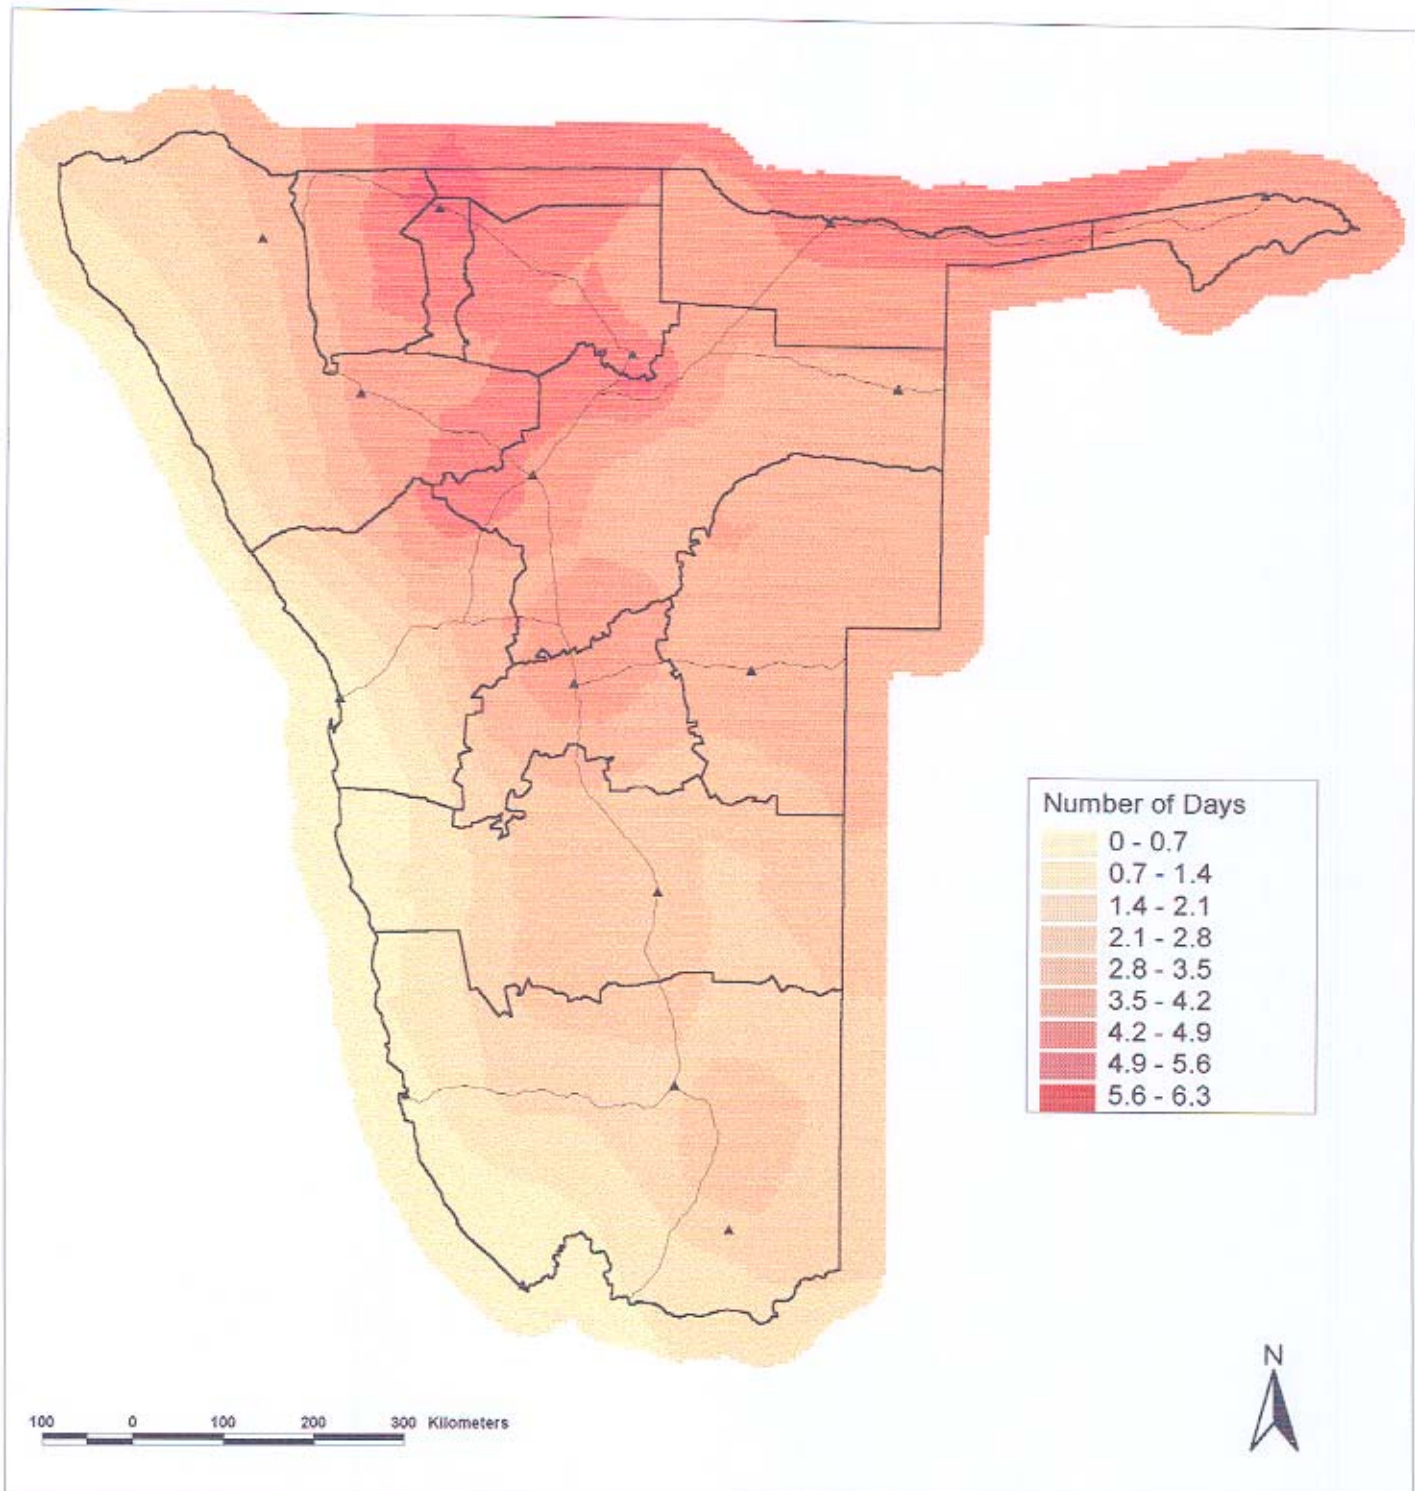 Number of Days
0 - 0.7
0.7 - 1.4
1.4 - 2.1
2.1 - 2.8
2.8 - 3.5
3.5 - 4.2
4.2 - 4.9
4.9 - 5.6
5.6 - 6.3
N
100 0 100 200 300 Kilometers